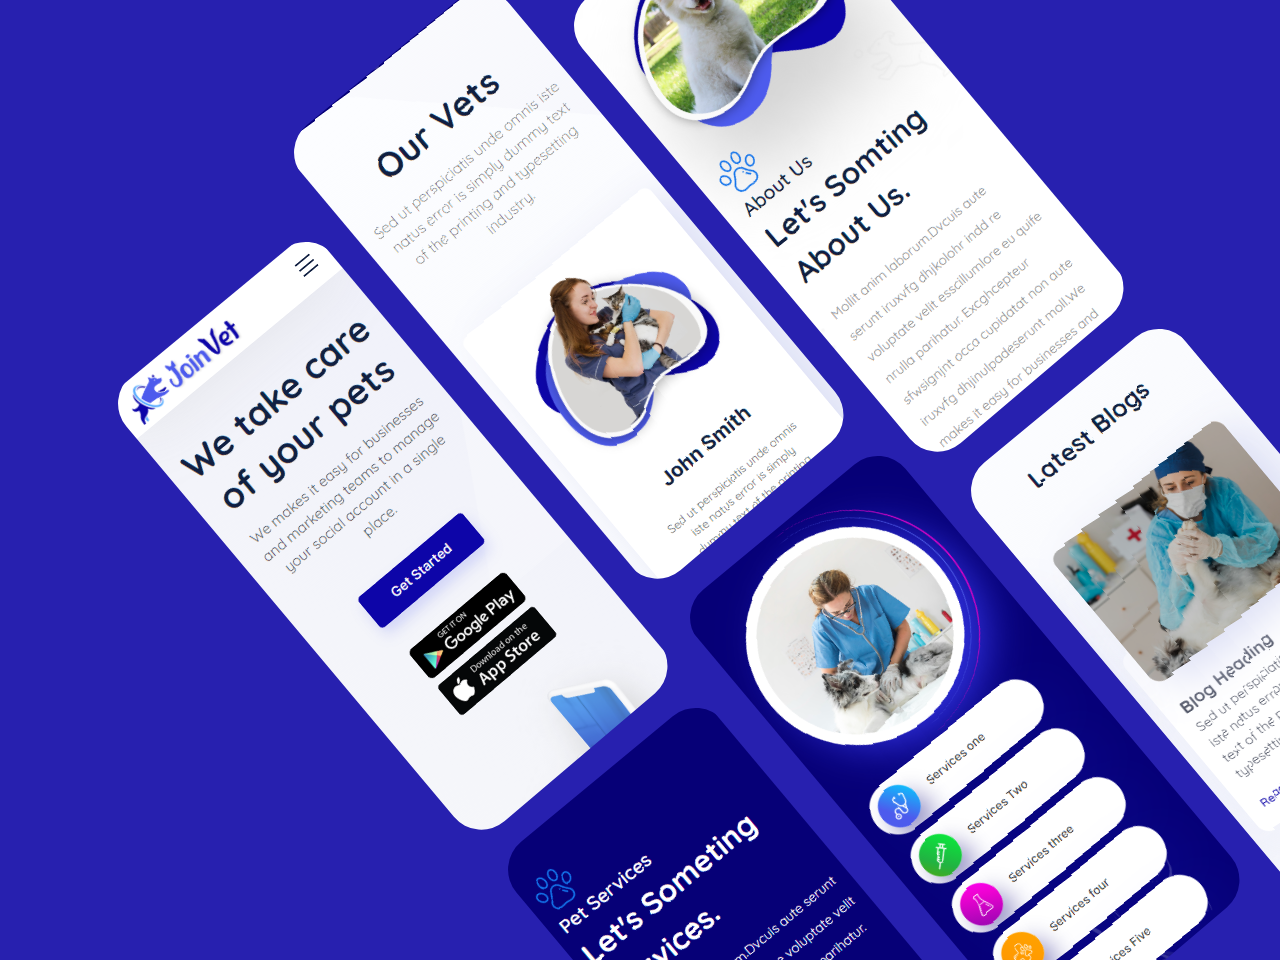 JoinVet
We take care
of your pets
We makes it easy for businesses
and marketing teams to manage
your social account in a single
place.
Get Started
GET IT ON
Google Play
Download on the
App Store
Our Vets
Sed ut perspiciatis unde omnis iste
natus error is simply dummy text
of the printing and typesetting
industry.
John Smith
Sed ut perspiciatis unde omnis
iste natus error is simply
dummy text of the printing
About Us
Let's Somting
About Us.
Mollit anim laborum.Dvcuis aute
serunt iruxvfg dhjkolohr indd re
voluptate velit esscillumlore eu quife
nrulla parihatur. Excghcepteur
sfwsignjnt occa cupidatat non aute
iruxvfg dhjinulpadeserunt moll.We
makes it easy for businesses and
Pet Services
Let's Someting
vices.
m.Dvcuis aute serunt
e voluptate velit
parihatur.
Services one
Services Two
Services three
Services four
ices Five
Latest Blogs
Blog Heading
Sed ut perspiciati
iste natus erro
text of the p
typesetti
Rea